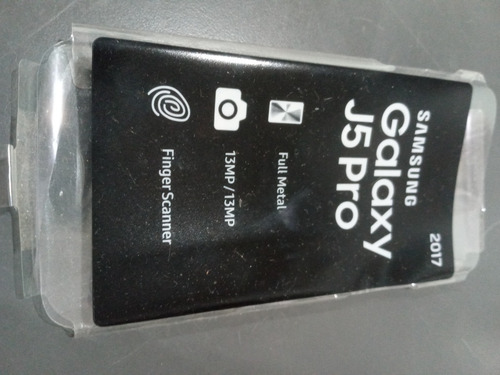 SAMSUNG
Galaxy
J5 Pro
2017
Full Metal
13MP / 13MP
Finger Scanner